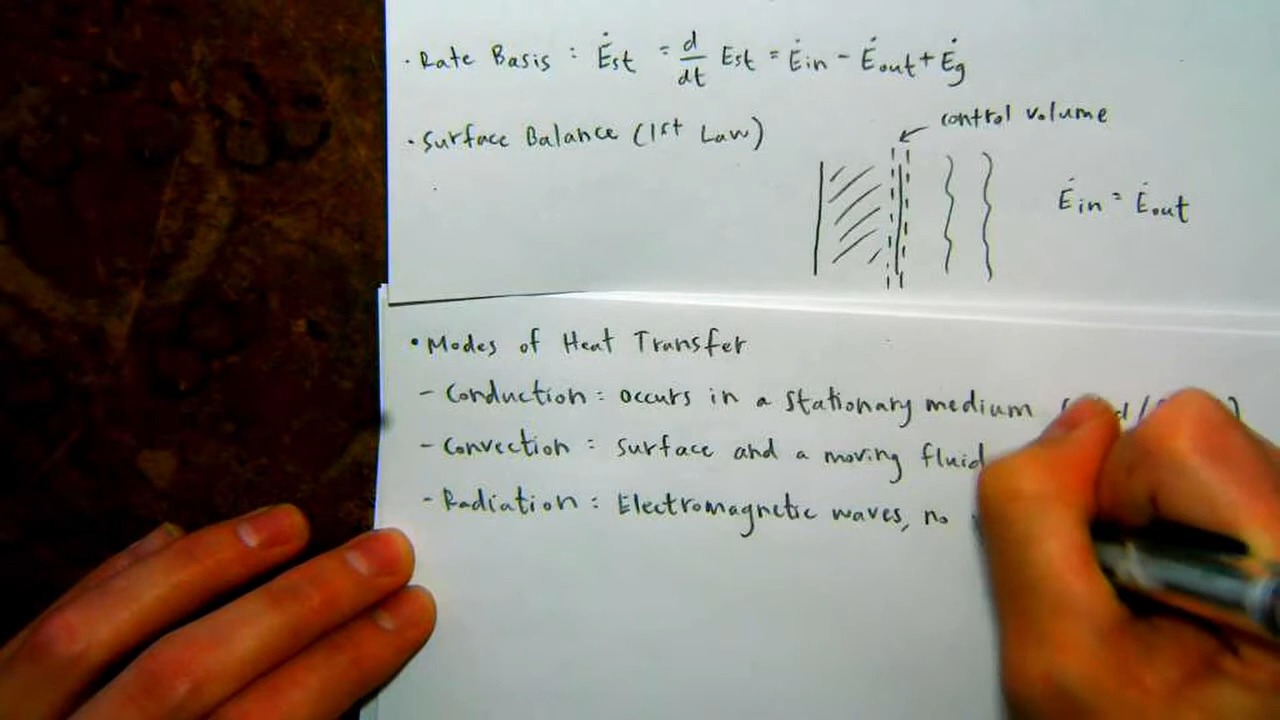 · Rate Basis : Ėst = d/dt Est = Ėin - Ėout + Ėg
· Surface Balance (1st Law)
control volume
Ėin = Ėout
• Modes of Heat Transfer
- Conduction : occurs in a stationary medium
- Convection : surface and a moving fluid
- Radiation : Electromagnetic waves, no